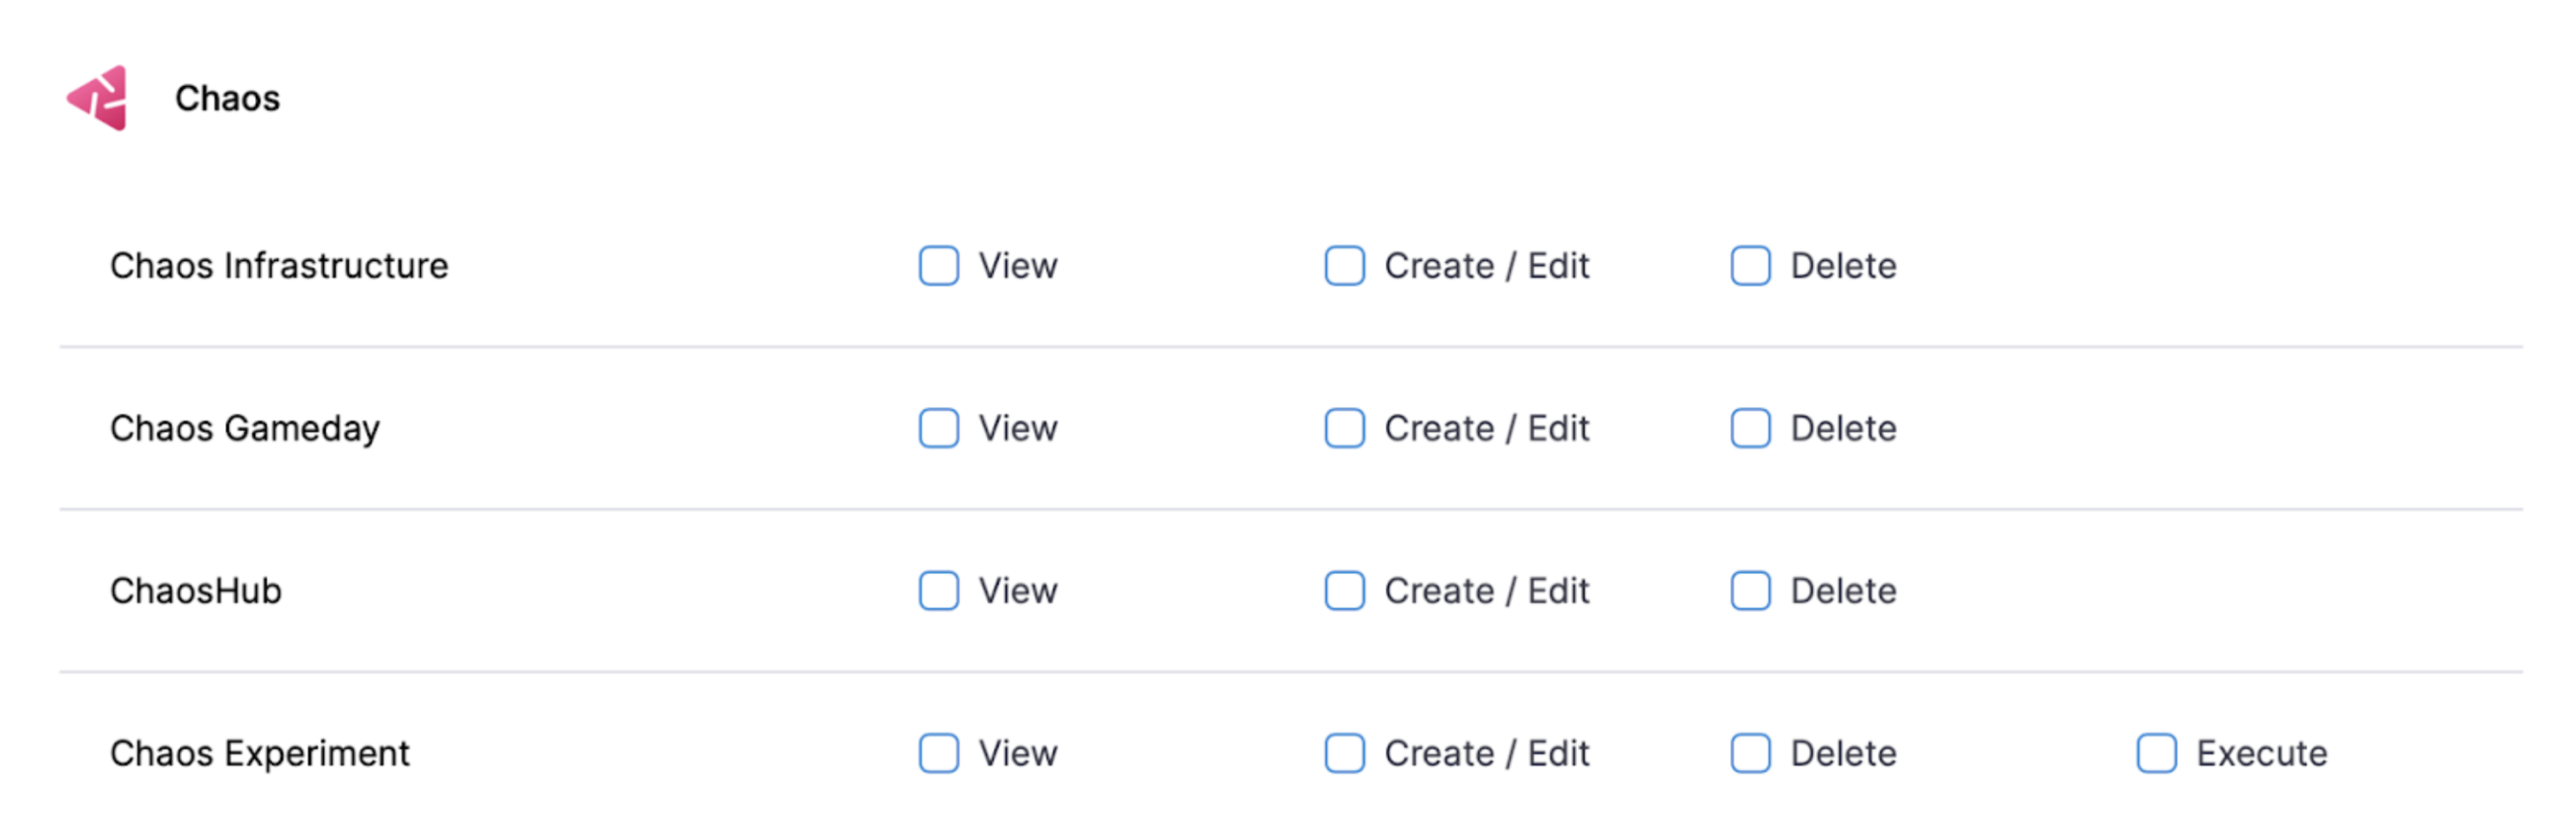 Chaos
Chaos Infrastructure View Create / Edit Delete
Chaos Gameday View Create / Edit Delete
ChaosHub View Create / Edit Delete
Chaos Experiment View Create / Edit Delete Execute